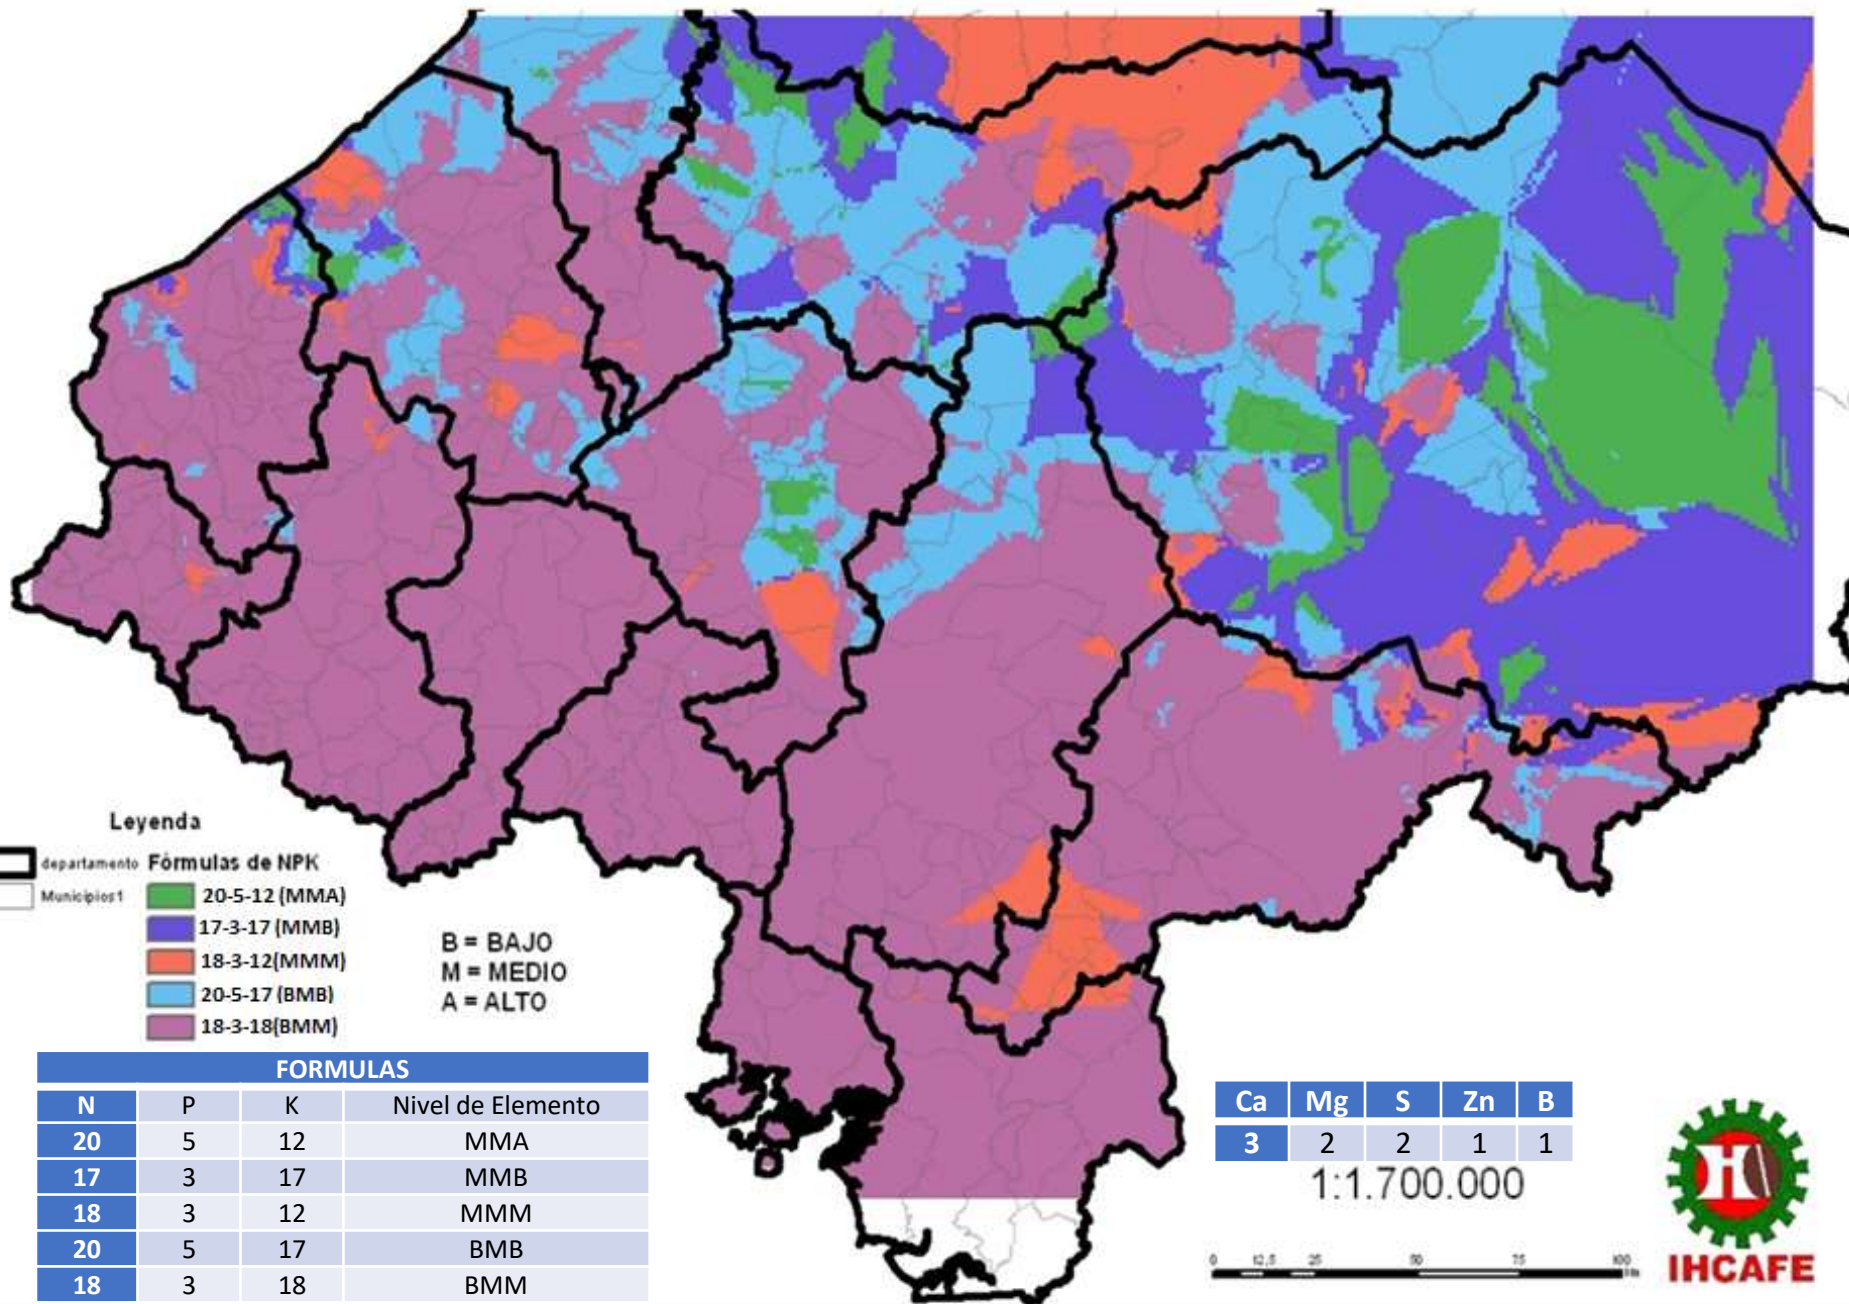 Leyenda
departamento
Municipios1
Fórmulas de NPK
20-5-12 (MMA)
17-3-17 (MMB)
18-3-12(MMM)
20-5-17 (BMB)
18-3-18(BMM)
B = BAJO
M = MEDIO
A = ALTO
FORMULAS
N P K Nivel de Elemento
20 5 12 MMA
17 3 17 MMB
18 3 12 MMM
20 5 17 BMB
18 3 18 BMM
Ca Mg S Zn B
3 2 2 1 1
1:1.700.000
0 12,5 25 50 75 100
IHCAFE